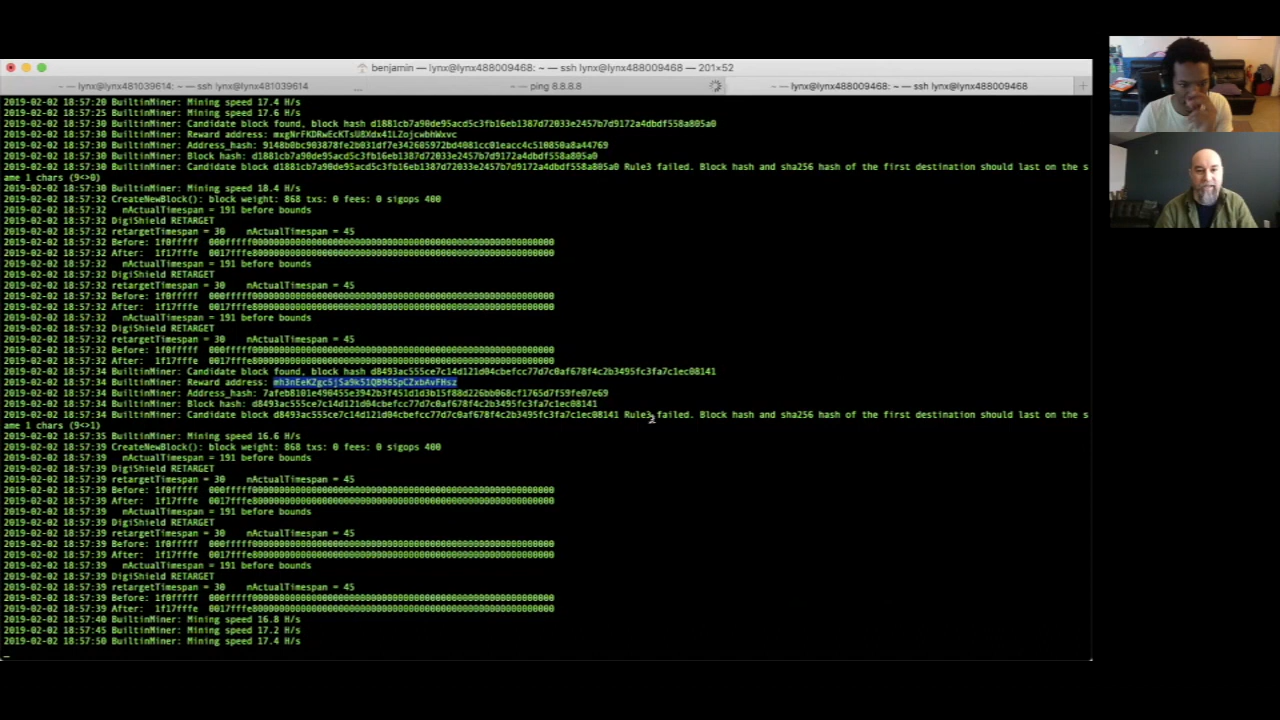 benjamin — lynx@lynx488009468: ~ — ssh lynx@lynx488009468 — 201×52
~ — lynx@lynx481039614: ~ — ssh lynx@lynx481039614 ... ~ — ping 8.8.8.8 ~ — lynx@lynx488009468: ~ — ssh lynx@lynx488009468 +
2019-02-02 18:57:20 BuiltinMiner: Mining speed 17.4 H/s
2019-02-02 18:57:25 BuiltinMiner: Mining speed 17.6 H/s
2019-02-02 18:57:30 BuiltinMiner: Candidate block found, block hash
2019-02-02 18:57:30 BuiltinMiner: Reward address:
2019-02-02 18:57:30 BuiltinMiner: Address_hash:
2019-02-02 18:57:30 BuiltinMiner: Block hash:
2019-02-02 18:57:30 BuiltinMiner: Candidate block Rule3 failed. Block hash and sha256 hash of the first destination should last on the s
ame 1 chars (9<>0)
2019-02-02 18:57:30 BuiltinMiner: Mining speed 18.4 H/s
2019-02-02 18:57:32 CreateNewBlock(): block weight: 868 txs: 0 fees: 0 sigops 400
2019-02-02 18:57:32 nActualTimespan = 191 before bounds
2019-02-02 18:57:32 DigiShield RETARGET
2019-02-02 18:57:32 retargetTimespan = 30 nActualTimespan = 45
2019-02-02 18:57:32 Before: 1f0fffff
2019-02-02 18:57:32 After: 1f17fffe
2019-02-02 18:57:32 nActualTimespan = 191 before bounds
2019-02-02 18:57:32 DigiShield RETARGET
2019-02-02 18:57:32 retargetTimespan = 30 nActualTimespan = 45
2019-02-02 18:57:32 Before: 1f0fffff
2019-02-02 18:57:32 After: 1f17fffe
2019-02-02 18:57:32 nActualTimespan = 191 before bounds
2019-02-02 18:57:32 DigiShield RETARGET
2019-02-02 18:57:32 retargetTimespan = 30 nActualTimespan = 45
2019-02-02 18:57:32 Before: 1f0fffff
2019-02-02 18:57:32 After: 1f17fffe
2019-02-02 18:57:34 BuiltinMiner: Candidate block found, block hash
2019-02-02 18:57:34 BuiltinMiner: Reward address:
2019-02-02 18:57:34 BuiltinMiner: Address_hash:
2019-02-02 18:57:34 BuiltinMiner: Block hash:
2019-02-02 18:57:34 BuiltinMiner: Candidate block Rule3 failed. Block hash and sha256 hash of the first destination should last on the s
ame 1 chars (9<>1)
2019-02-02 18:57:35 BuiltinMiner: Mining speed 16.6 H/s
2019-02-02 18:57:39 CreateNewBlock(): block weight: 868 txs: 0 fees: 0 sigops 400
2019-02-02 18:57:39 nActualTimespan = 191 before bounds
2019-02-02 18:57:39 DigiShield RETARGET
2019-02-02 18:57:39 retargetTimespan = 30 nActualTimespan = 45
2019-02-02 18:57:39 Before: 1f0fffff
2019-02-02 18:57:39 After: 1f17fffe
2019-02-02 18:57:39 nActualTimespan = 191 before bounds
2019-02-02 18:57:39 DigiShield RETARGET
2019-02-02 18:57:39 retargetTimespan = 30 nActualTimespan = 45
2019-02-02 18:57:39 Before: 1f0fffff
2019-02-02 18:57:39 After: 1f17fffe
2019-02-02 18:57:39 nActualTimespan = 191 before bounds
2019-02-02 18:57:39 DigiShield RETARGET
2019-02-02 18:57:39 retargetTimespan = 30 nActualTimespan = 45
2019-02-02 18:57:39 Before: 1f0fffff
2019-02-02 18:57:39 After: 1f17fffe
2019-02-02 18:57:40 BuiltinMiner: Mining speed 16.8 H/s
2019-02-02 18:57:45 BuiltinMiner: Mining speed 17.2 H/s
2019-02-02 18:57:50 BuiltinMiner: Mining speed 17.4 H/s